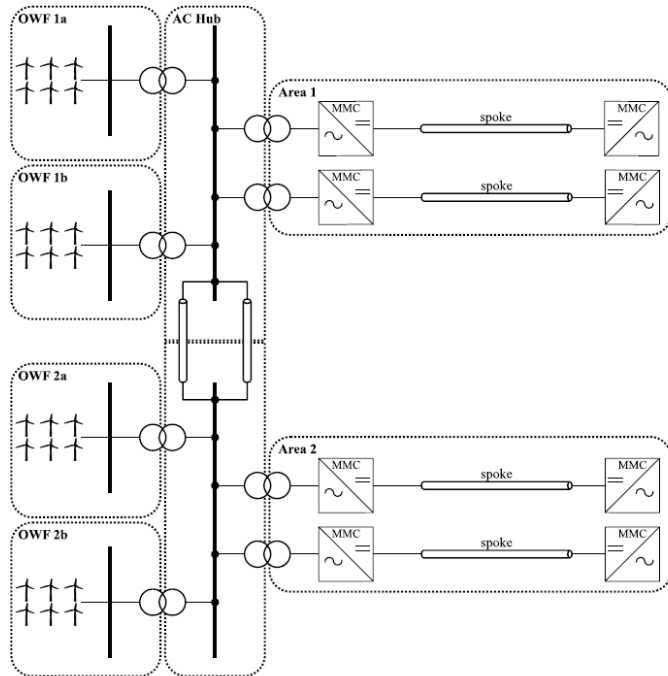 OWF 1a
AC Hub
Area 1
MMC
spoke
MMC
OWF 1b
MMC
spoke
MMC
OWF 2a
Area 2
MMC
spoke
MMC
OWF 2b
MMC
spoke
MMC